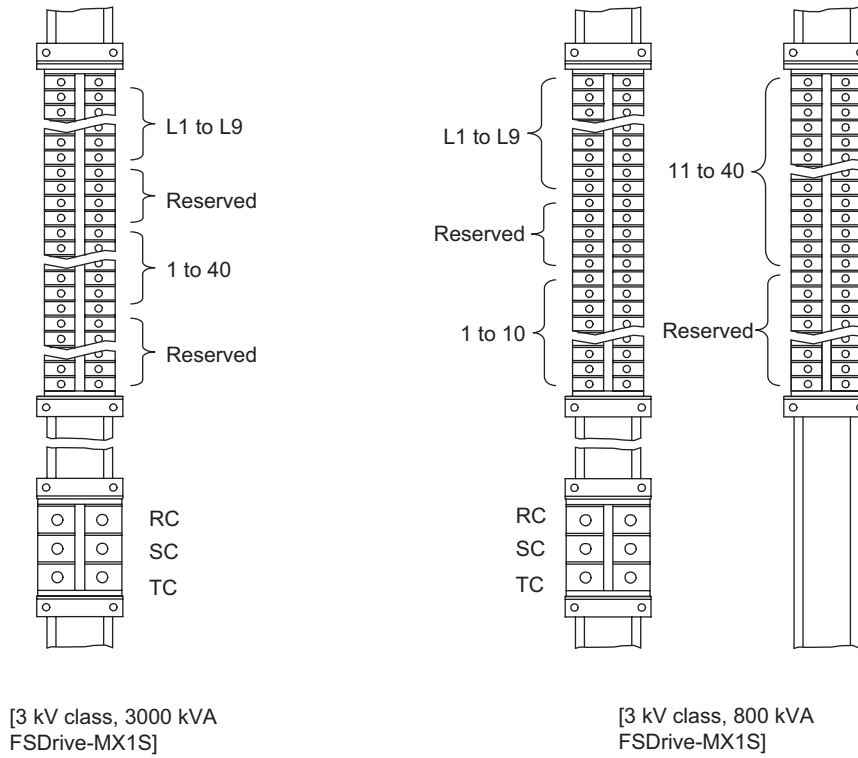 L1 to L9
Reserved
1 to 40
Reserved
RC
SC
TC
[3 kV class, 3000 kVA
FSDrive-MX1S]
L1 to L9
Reserved
1 to 10
RC
SC
TC
11 to 40
Reserved
[3 kV class, 800 kVA
FSDrive-MX1S]